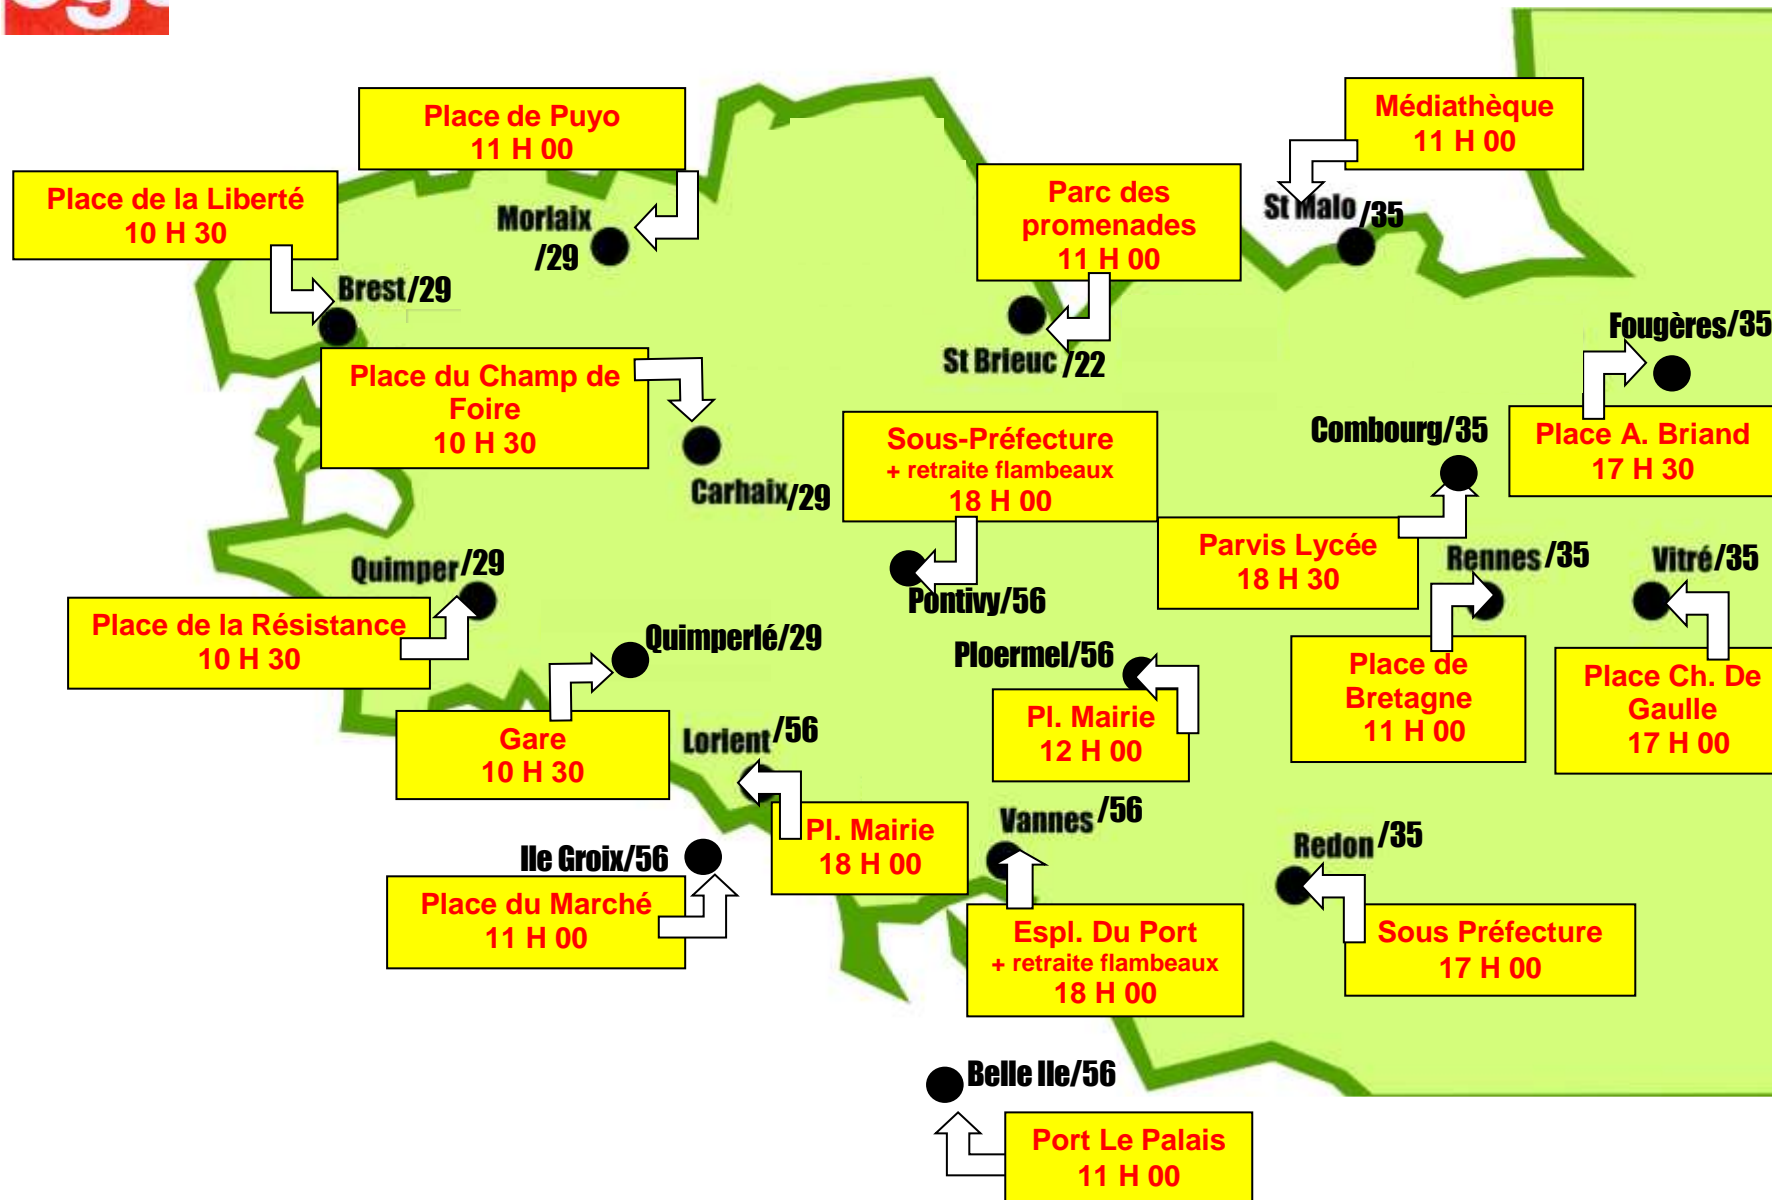 Place de Puyo
11 H 00
Médiathèque
11 H 00
Place de la Liberté
10 H 30
Morlaix
/29
Parc des
promenades
11 H 00
St Malo /35
Brest/29
St Brieuc /22
Fougères/35
Place du Champ de
Foire
10 H 30
Carhaix/29
Sous-Préfecture
+ retraite flambeaux
18 H 00
Combourg/35
Place A. Briand
17 H 30
Quimper/29
Pontivy/56
Parvis Lycée
18 H 30
Rennes /35
Vitré/35
Place de la Résistance
10 H 30
Quimperlé/29
Ploermel/56
Pl. Mairie
12 H 00
Place de
Bretagne
11 H 00
Place Ch. De
Gaulle
17 H 00
Gare
10 H 30
Lorient /56
Pl. Mairie
18 H 00
Vannes /56
Redon /35
Ile Groix/56
Place du Marché
11 H 00
Espl. Du Port
+ retraite flambeaux
18 H 00
Sous Préfecture
17 H 00
Belle Ile/56
Port Le Palais
11 H 00